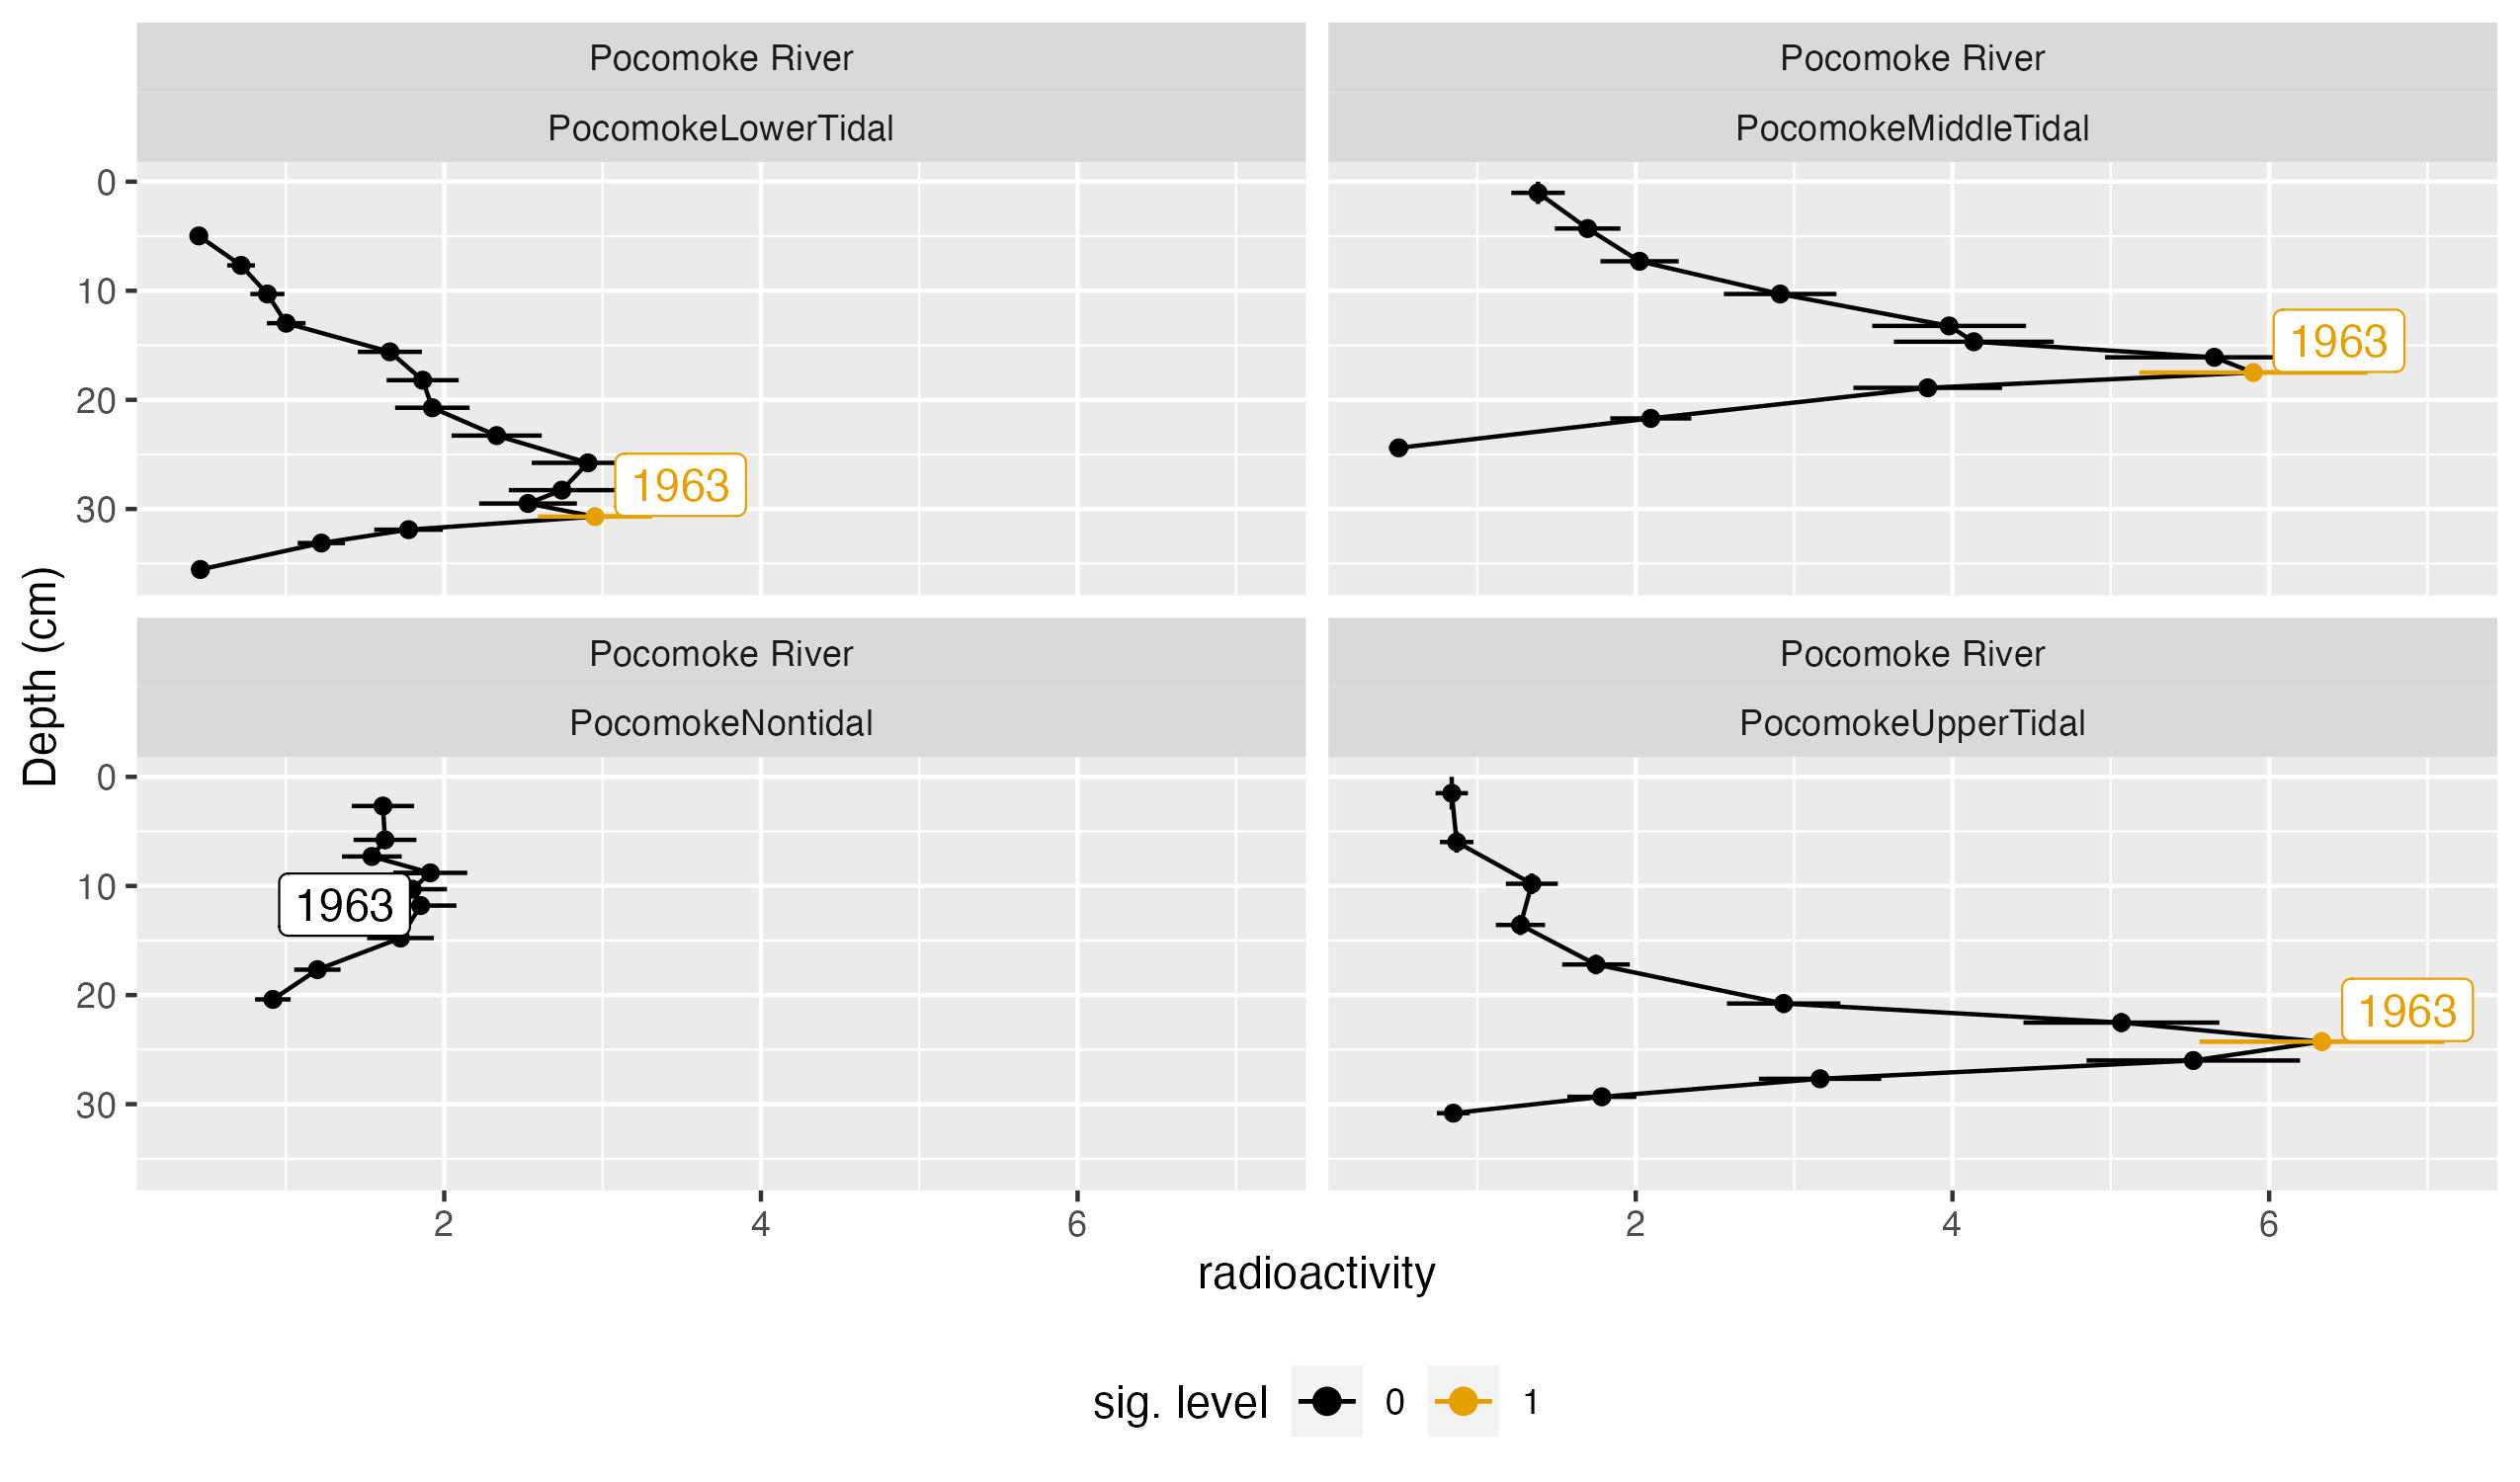 Pocomoke River
PocomokeLowerTidal
Pocomoke River
PocomokeMiddleTidal
0
10
20
30
1963
1963
Depth (cm)
Pocomoke River
PocomokeNontidal
Pocomoke River
PocomokeUpperTidal
0
10
20
30
1963
1963
2 4 6
2 4 6
radioactivity
sig. level 0 1